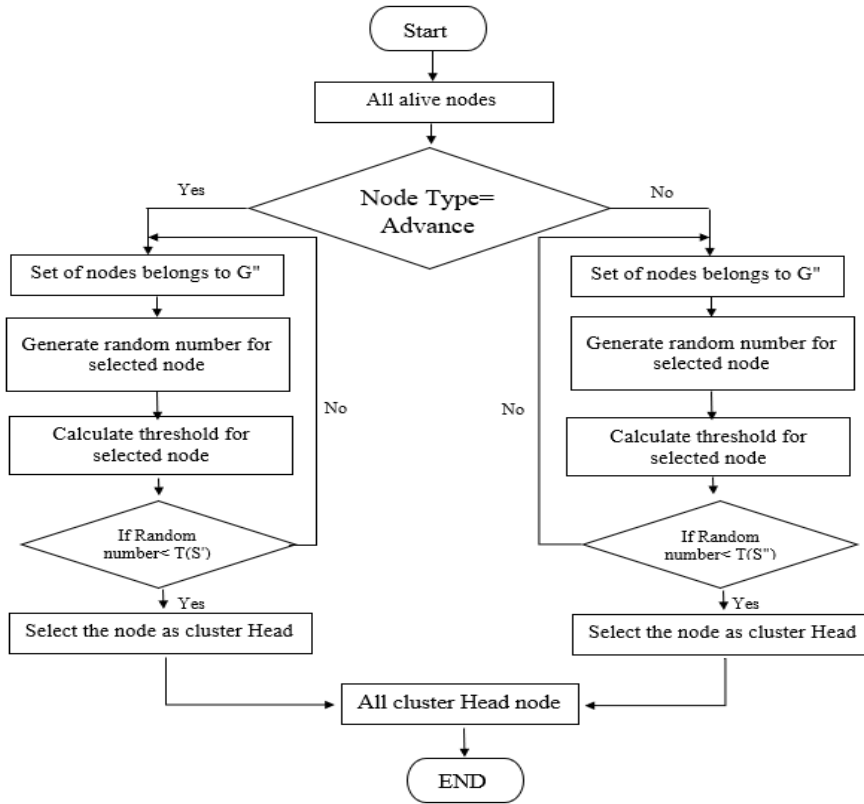 Start
All alive nodes
Yes
No
Node Type=
Advance
Set of nodes belongs to G"
Generate random number for
selected node
No
Calculate threshold for
selected node
If Random
number< T(S')
Yes
Select the node as cluster Head
Set of nodes belongs to G"
Generate random number for
selected node
No
Calculate threshold for
selected node
If Random
number< T(S")
Yes
Select the node as cluster Head
All cluster Head node
END